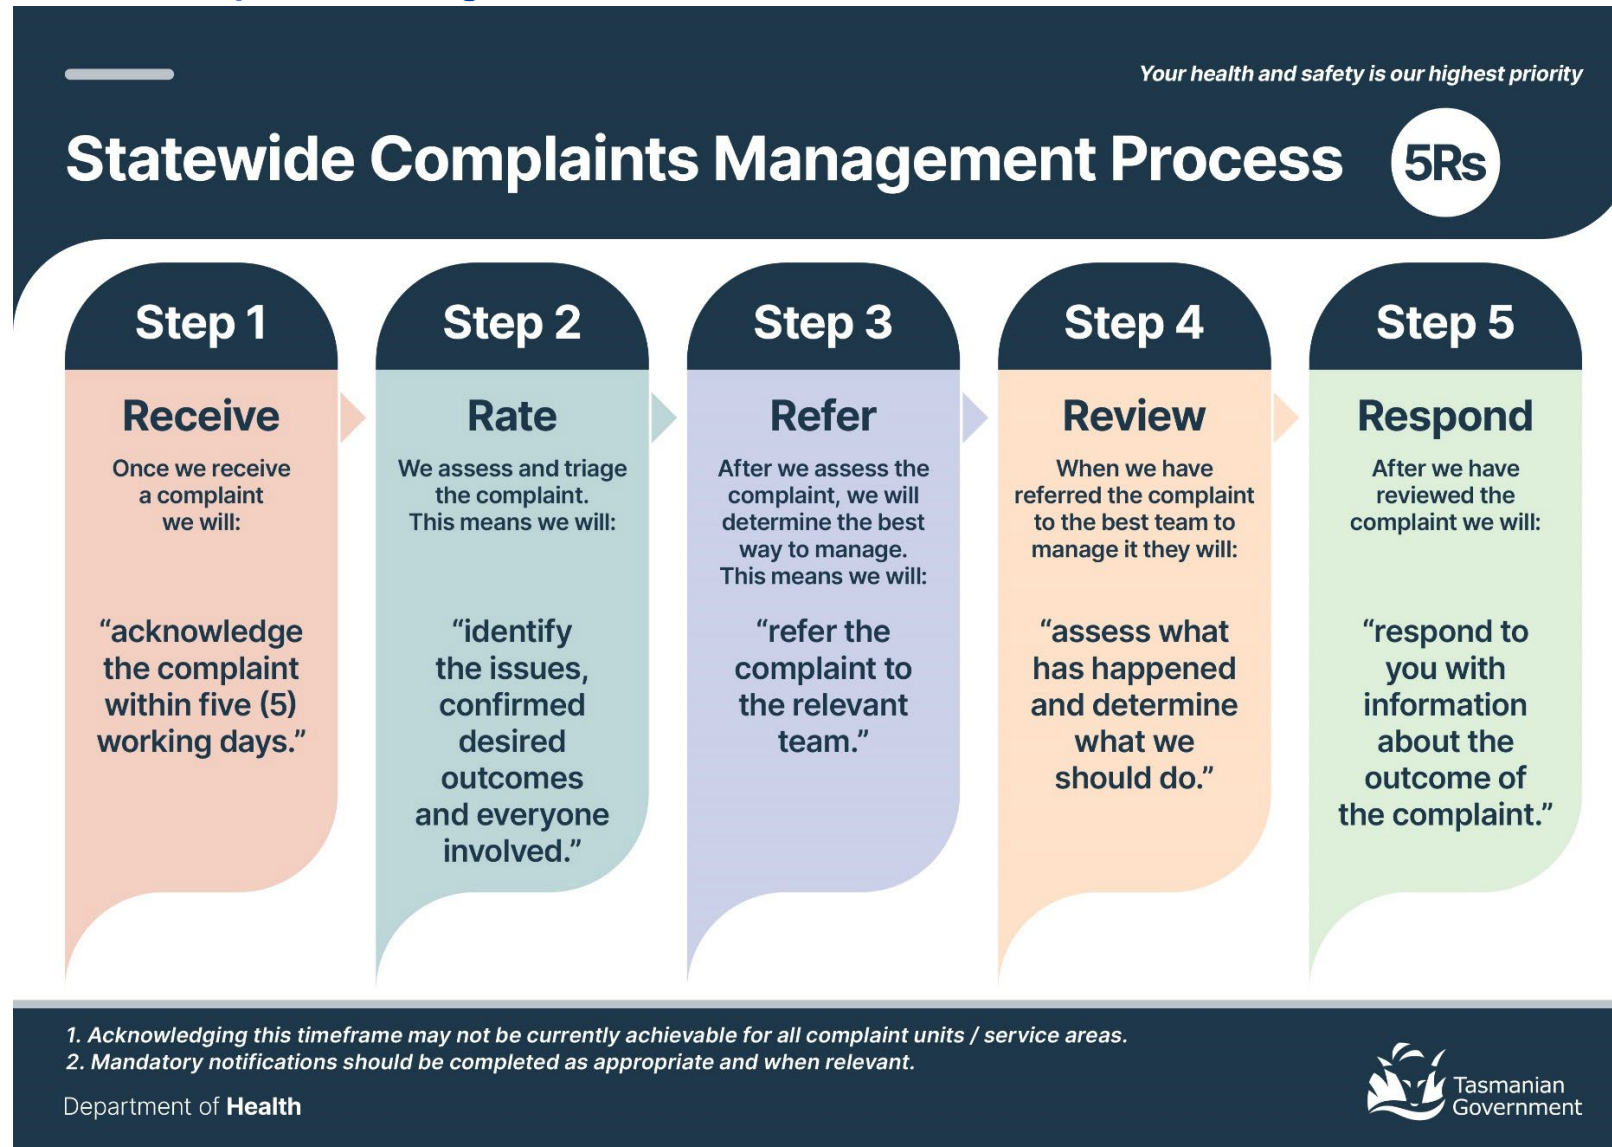 Your health and safety is our highest priority
Statewide Complaints Management Process
5Rs
Step 1
Receive
Once we receive
a complaint
we will:
“acknowledge
the complaint
within five (5)
working days.”
Step 2
Rate
We assess and triage
the complaint.
This means we will:
“identify
the issues,
confirmed
desired
outcomes
and everyone
involved.”
Step 3
Refer
After we assess the
complaint, we will
determine the best
way to manage.
This means we will:
“refer the
complaint to
the relevant
team.”
Step 4
Review
When we have
referred the complaint
to the best team to
manage it they will:
“assess what
has happened
and determine
what we
should do.”
Step 5
Respond
After we have
reviewed the
complaint we will:
“respond to
you with
information
about the
outcome of
the complaint.”
1. Acknowledging this timeframe may not be currently achievable for all complaint units / service areas.
2. Mandatory notifications should be completed as appropriate and when relevant.
Department of Health
Tasmanian
Government